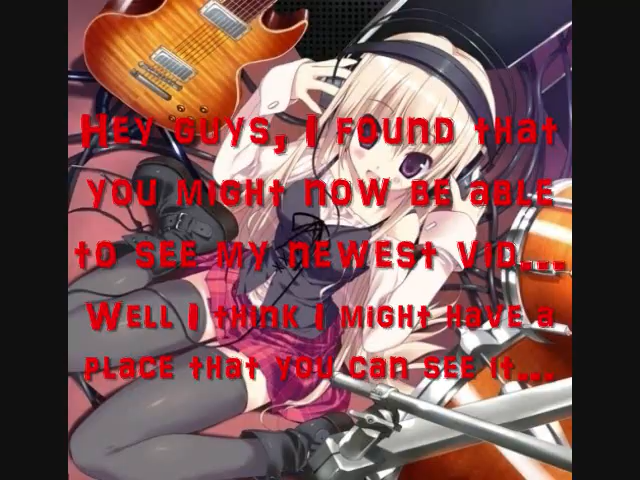 Hey guys, I found that
you might now be able
to see my newest vid...
Well I think I might have a
place that you can see it...